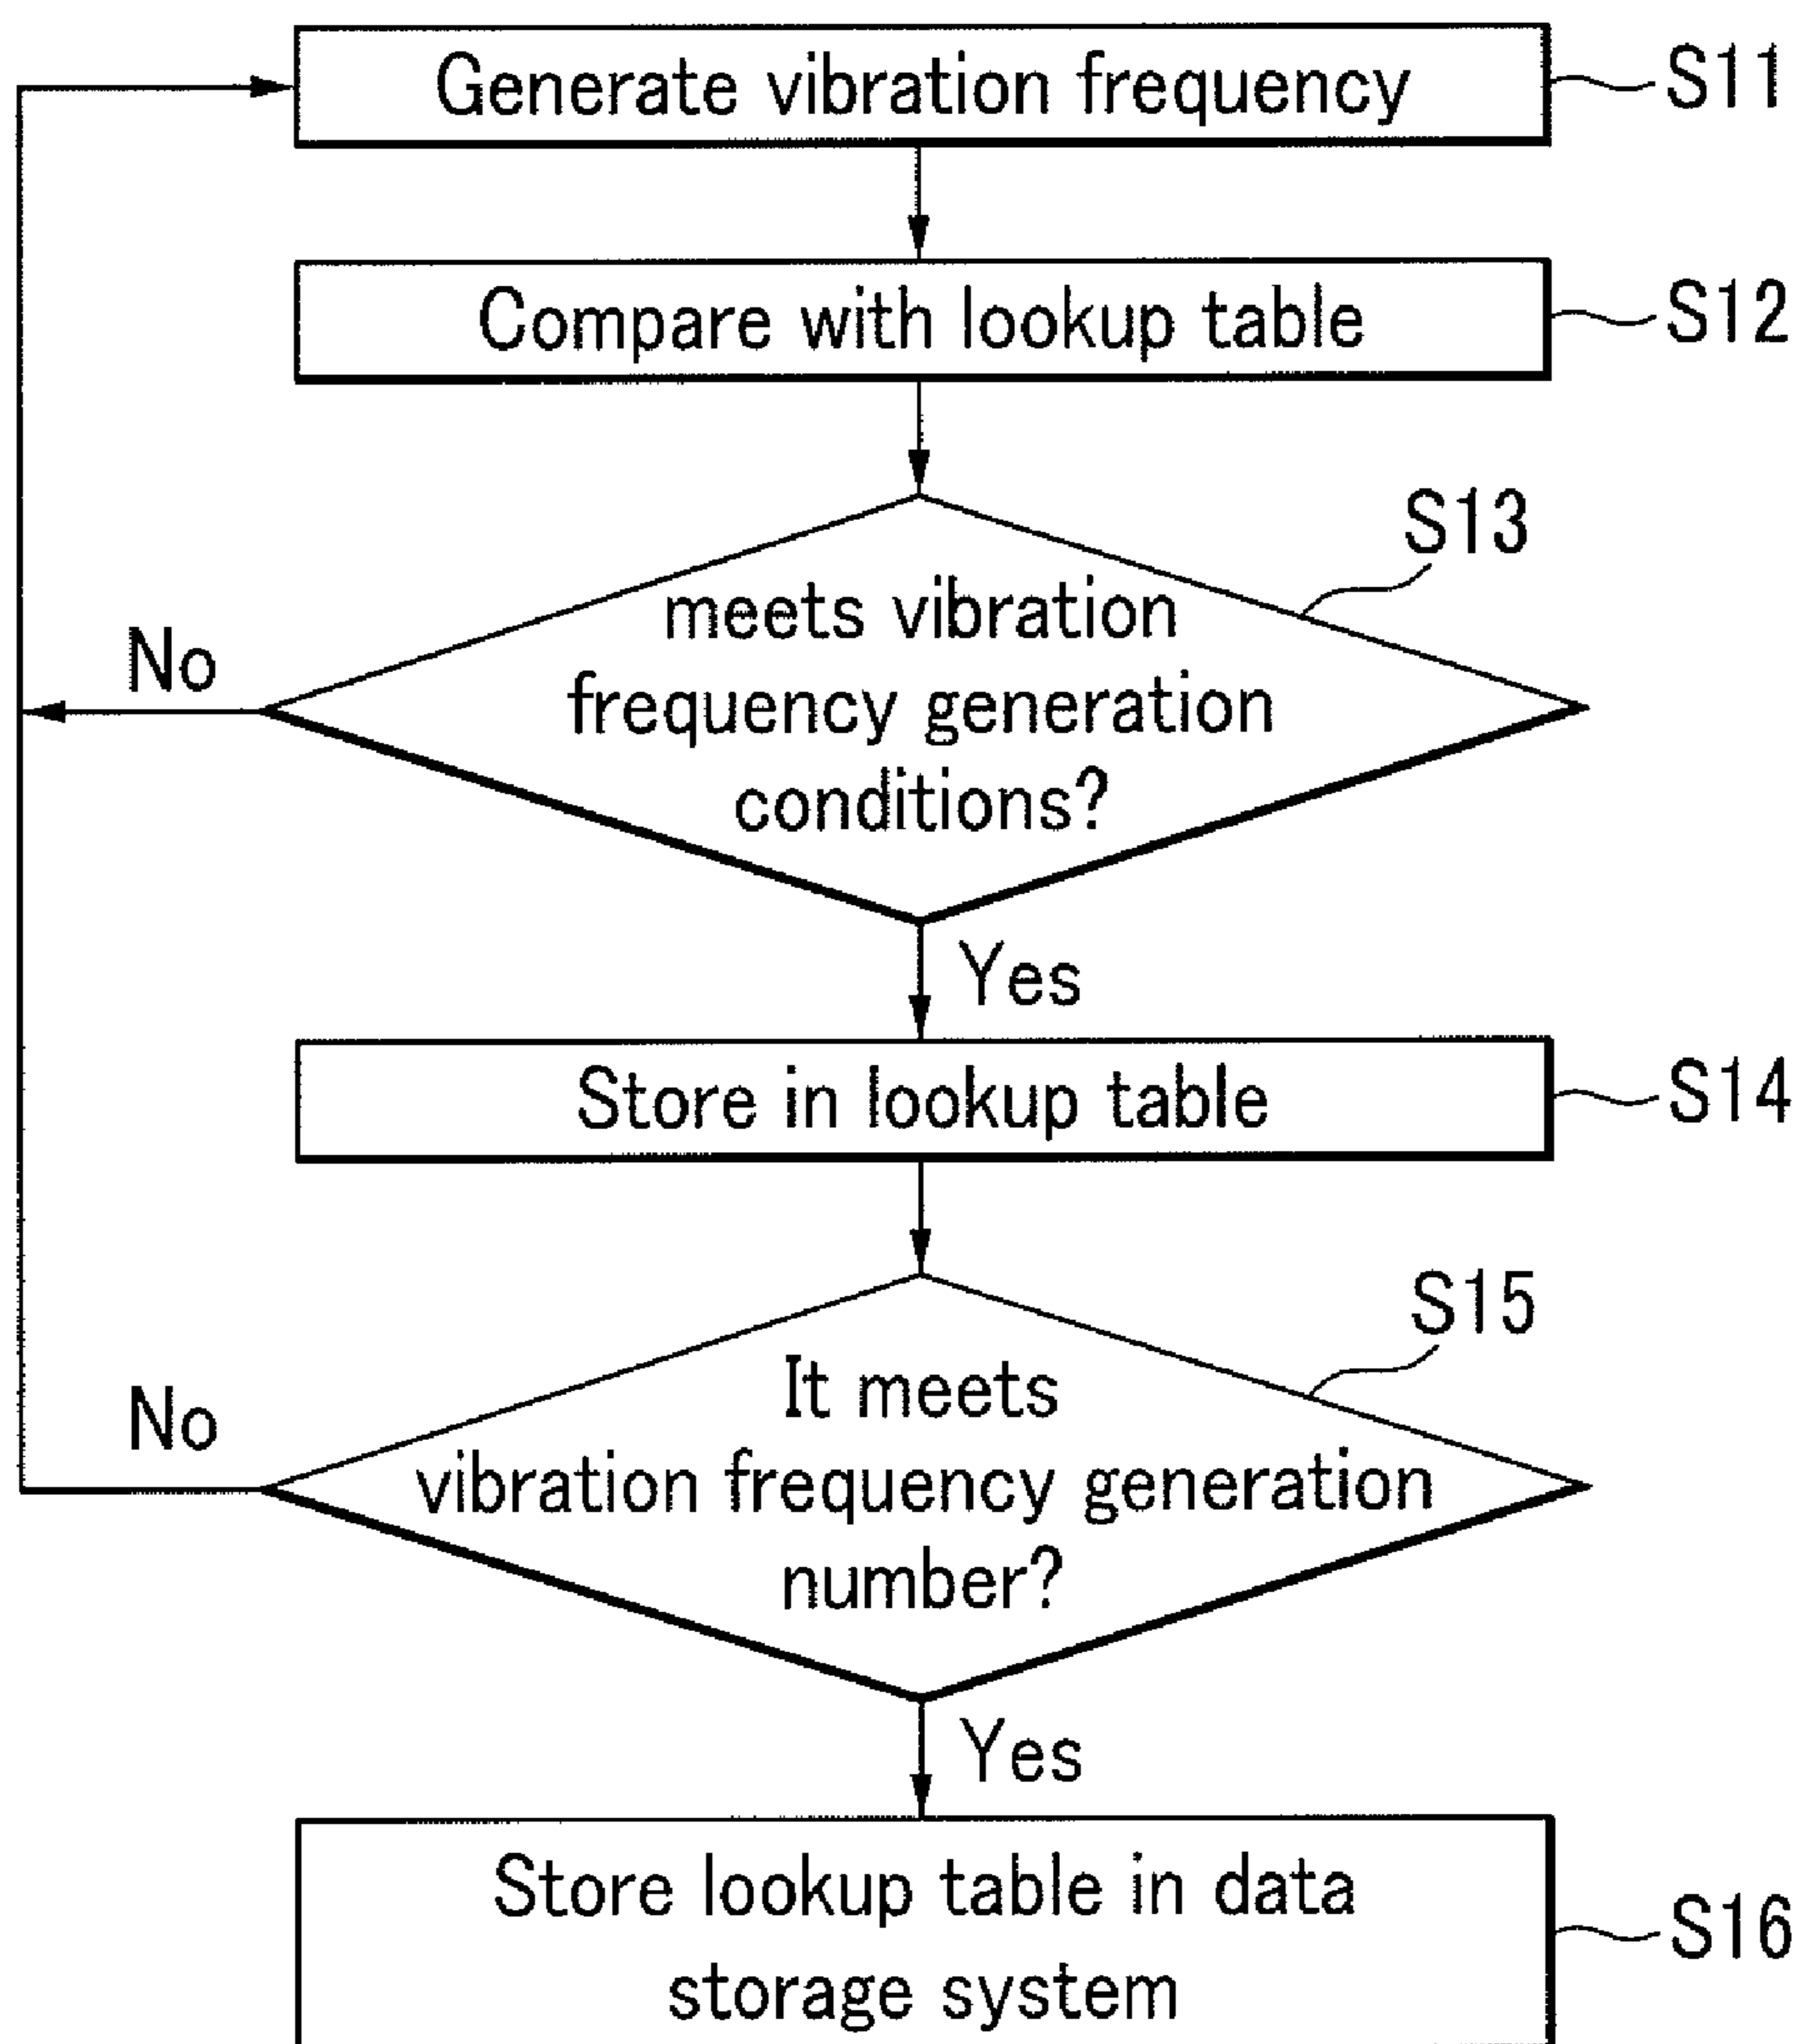 Generate vibration frequency
S11
Compare with lookup table
S12
S13
meets vibration
frequency generation
conditions?
No
Yes
Store in lookup table
S14
S15
It meets
vibration frequency generation
number?
No
Yes
Store lookup table in data
storage system
S16